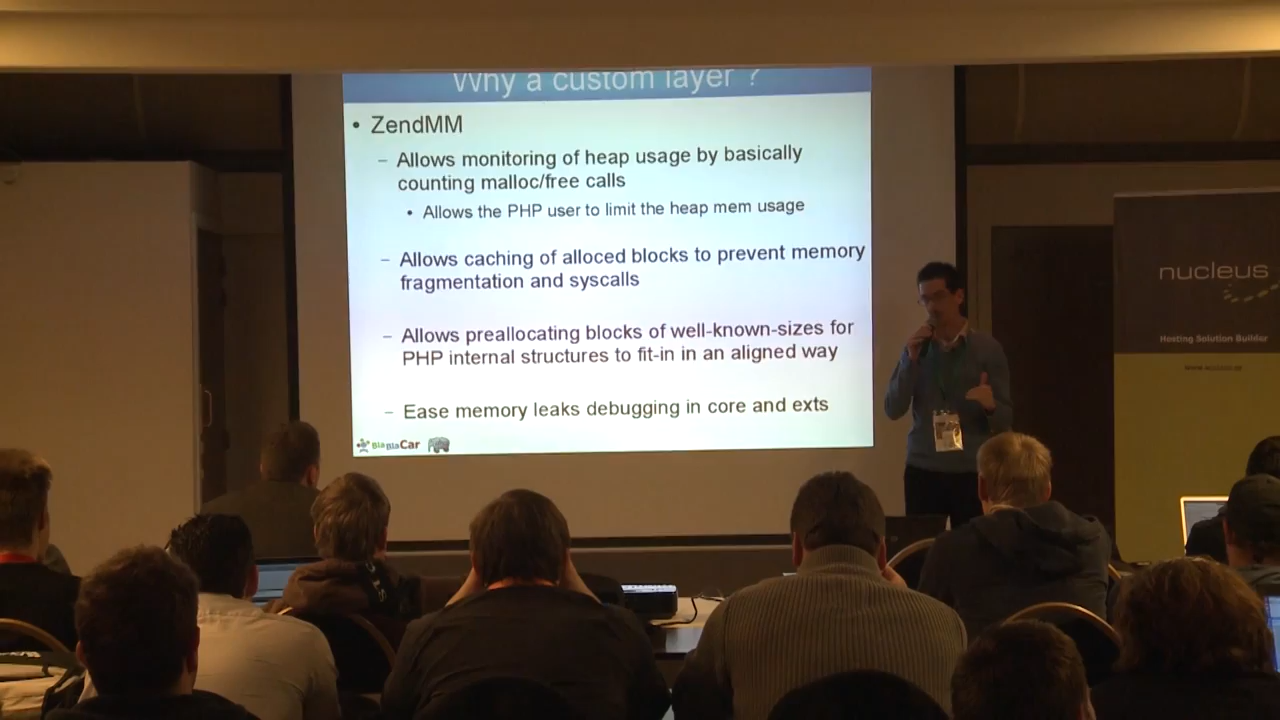 Why a custom layer ?
• ZendMM
– Allows monitoring of heap usage by basically
counting malloc/free calls
• Allows the PHP user to limit the heap mem usage
– Allows caching of alloced blocks to prevent memory
fragmentation and syscalls
– Allows preallocating blocks of well-known-sizes for
PHP internal structures to fit-in in an aligned way
– Ease memory leaks debugging in core and exts
BlaBlaCar
nucleus
Hosting Solution Builder